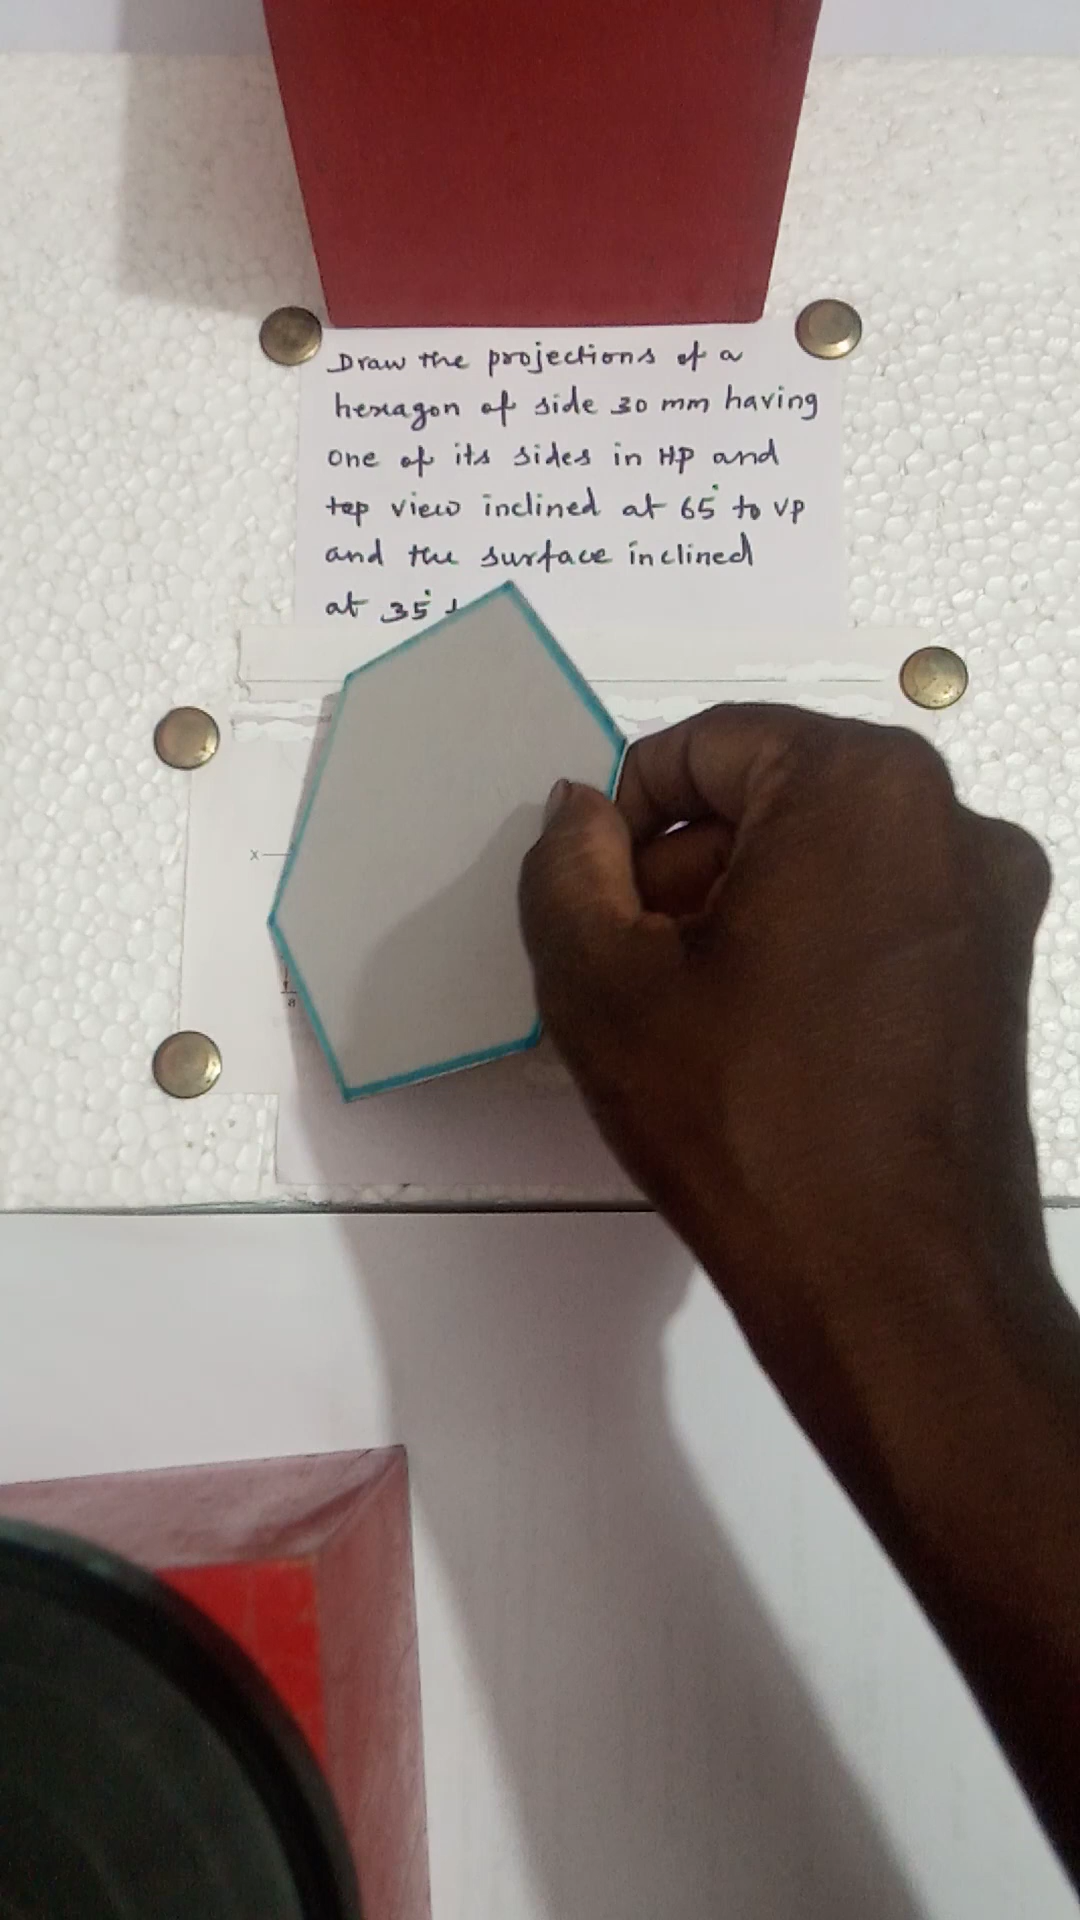 Draw the projections of a
hexagon of side 30 mm having
one of its sides in HP and
top view inclined at 65° to VP
and the surface inclined
at 35°
x
a